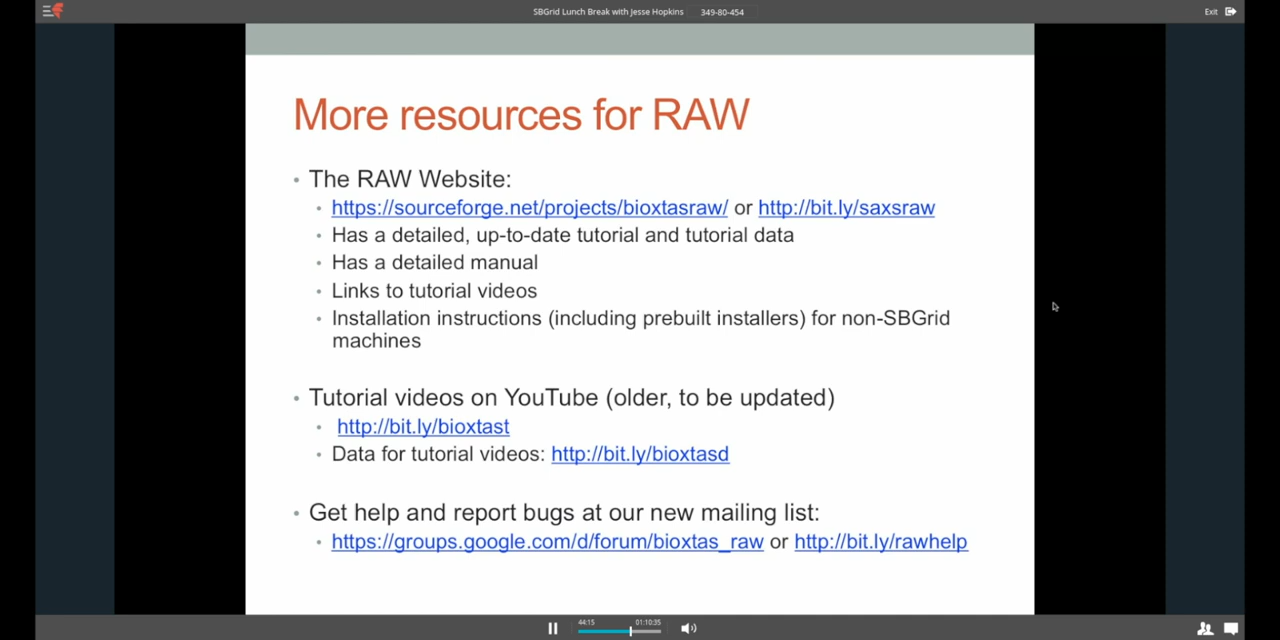 SBGrid Lunch Break with Jesse Hopkins 349-80-454 Exit
More resources for RAW
• The RAW Website:
• https://sourceforge.net/projects/bioxtasraw/ or http://bit.ly/saxsraw
• Has a detailed, up-to-date tutorial and tutorial data
• Has a detailed manual
• Links to tutorial videos
• Installation instructions (including prebuilt installers) for non-SBGrid
machines
• Tutorial videos on YouTube (older, to be updated)
• http://bit.ly/bioxtast
• Data for tutorial videos: http://bit.ly/bioxtasd
• Get help and report bugs at our new mailing list:
• https://groups.google.com/d/forum/bioxtas_raw or http://bit.ly/rawhelp
44:15 01:10:35